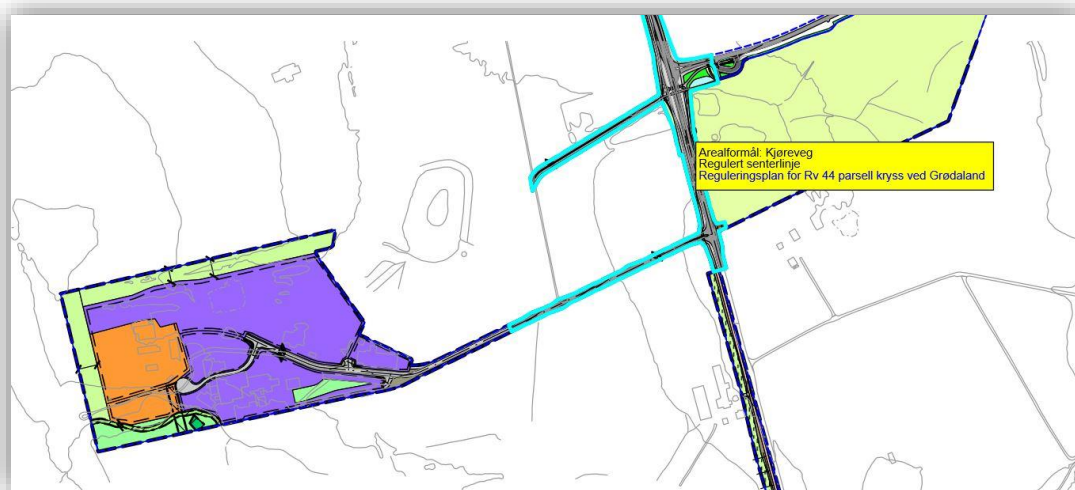 Arealformål: Kjøreveg
Regulert senterlinje
Reguleringsplan for Rv 44 parsell kryss ved Grødaland